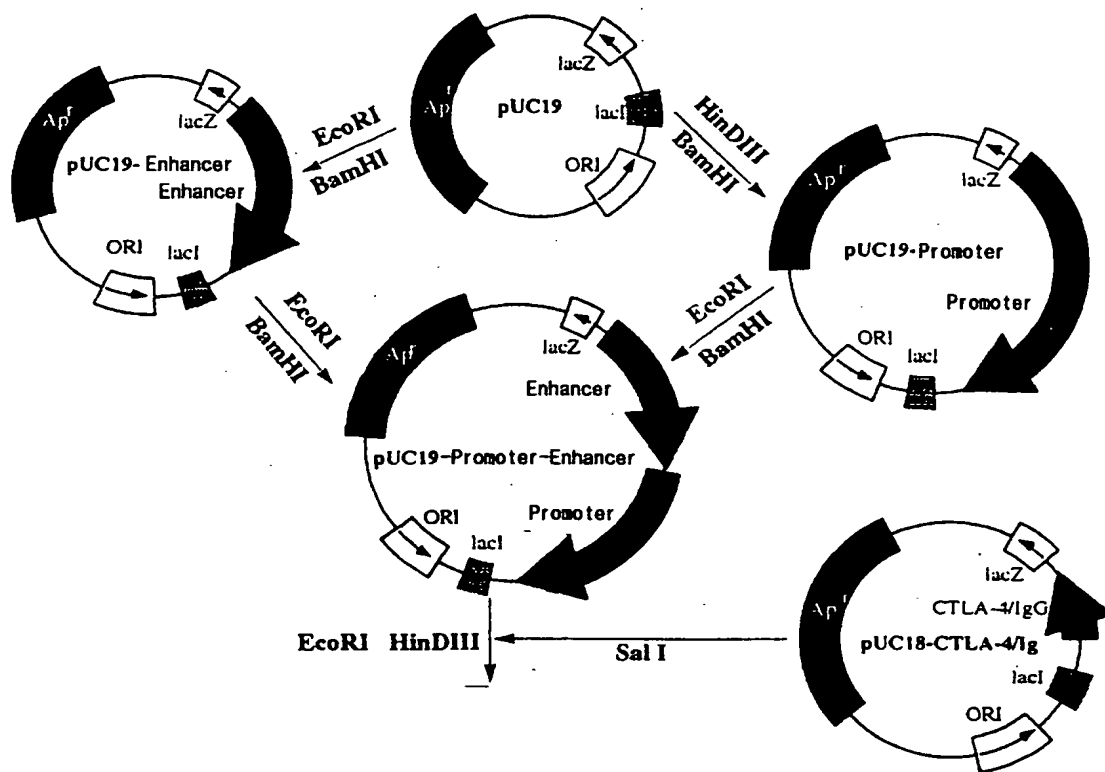 lacZ
Ap^r
pUC19
lacI
ORI
EcoRI
BamHI
HinDIII
BamHI
lacZ
Ap^r
pUC19-Enhancer
Enhancer
ORI
lacI
lacZ
Ap^r
pUC19-Promoter
Promoter
ORI
lacI
EcoRI
BamHI
EcoRI
BamHI
lacZ
Ap^r
Enhancer
pUC19-Promoter-Enhancer
Promoter
ORI
lacI
EcoRI HinDIII
Sal I
lacZ
Ap^r
CTLA-4/IgG
pUC18-CTLA-4/Ig
lacI
ORI